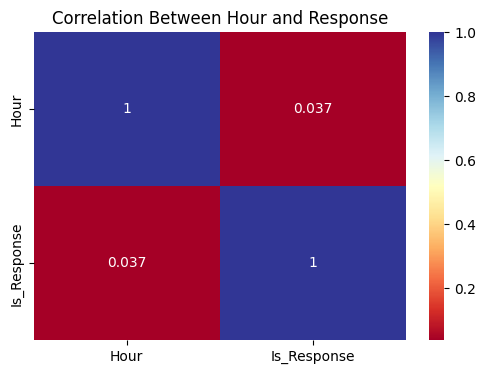 Correlation Between Hour and Response
Hour
1
0.037
Is_Response
0.037
1
Hour
Is_Response
1.0
0.8
0.6
0.4
0.2